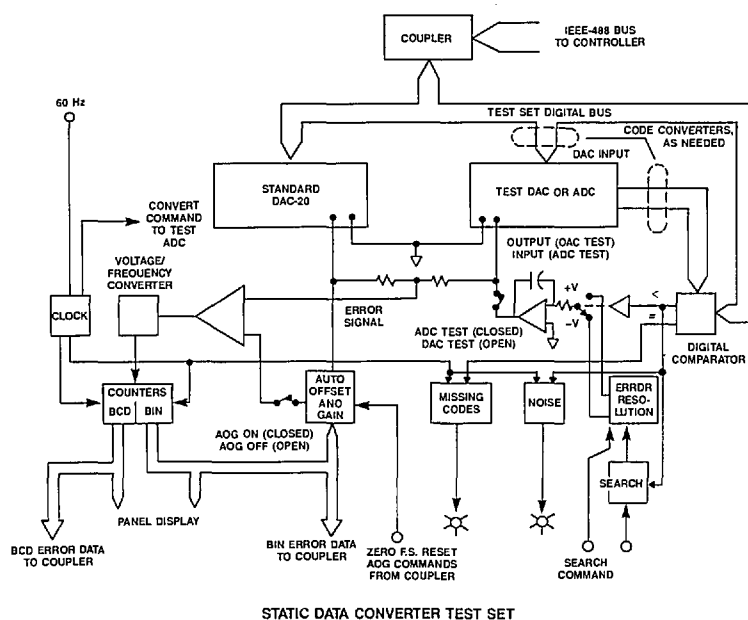 COUPLER
IEEE-488 BUS
TO CONTROLLER
60 Hz
TEST SET DIGITAL BUS
CODE CONVERTERS,
AS NEEDED
DAC INPUT
STANDARD
DAC-20
TEST DAC OR ADC
CONVERT
COMMAND
TO TEST
ADC
OUTPUT (OAC TEST)
INPUT (ADC TEST)
VOLTAGE/
FREOUENCY
CONVERTER
+V
-V
<
=
CLOCK
ERROR
SIGNAL
ADC TEST (CLOSED)
DAC TEST (OPEN)
DIGITAL
COMPARATOR
COUNTERS
BCD
BIN
AUTO
OFFSET
ANO
GAIN
MISSING
CODES
NOISE
ERRDR
RESO-
LUTION
AOG ON (CLOSED)
AOG OFF (OPEN)
SEARCH
PANEL DISPLAY
BCD ERROR DATA
TO COUPLER
BIN ERROR DATA
TO COUPLER
ZERO F.S. RESET
AOG COMMANDS
FROM COUPLER
SEARCH
COMMAND
STATIC DATA CONVERTER TEST SET